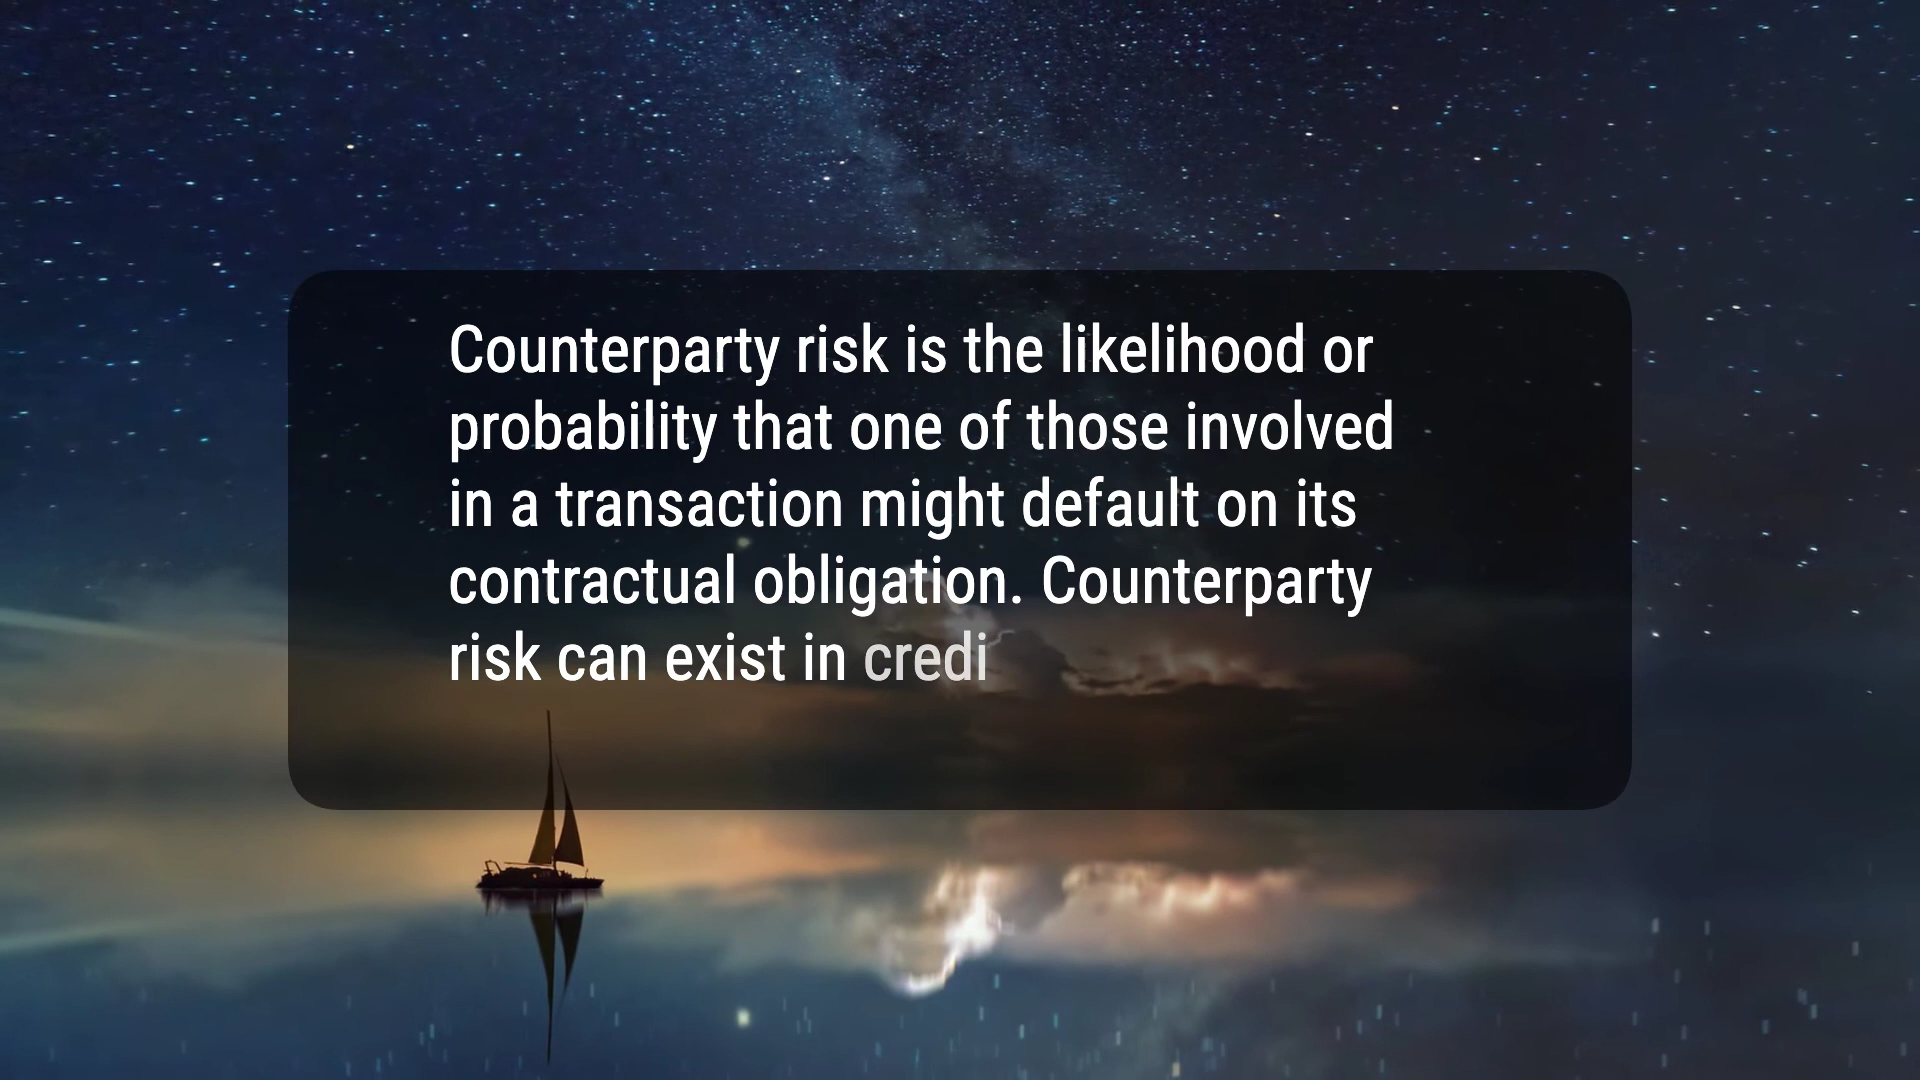 Counterparty risk is the likelihood or
probability that one of those involved
in a transaction might default on its
contractual obligation. Counterparty
risk can exist in credi